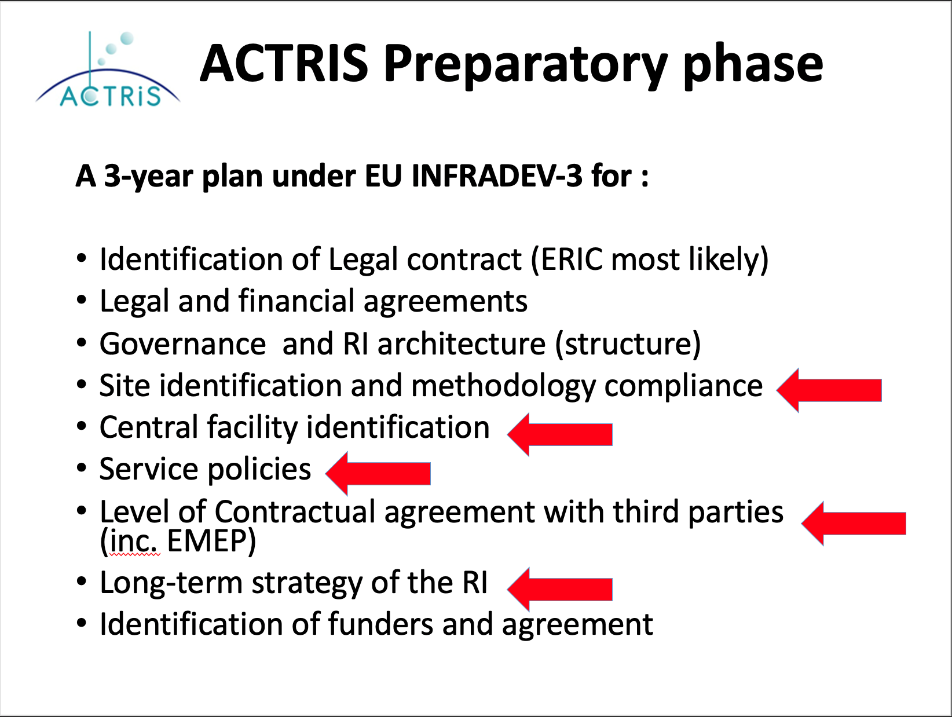 ACTRiS
ACTRIS Preparatory phase
A 3-year plan under EU INFRADEV-3 for :
• Identification of Legal contract (ERIC most likely)
• Legal and financial agreements
• Governance and RI architecture (structure)
• Site identification and methodology compliance
• Central facility identification
• Service policies
• Level of Contractual agreement with third parties
(inc. EMEP)
• Long-term strategy of the RI
• Identification of funders and agreement